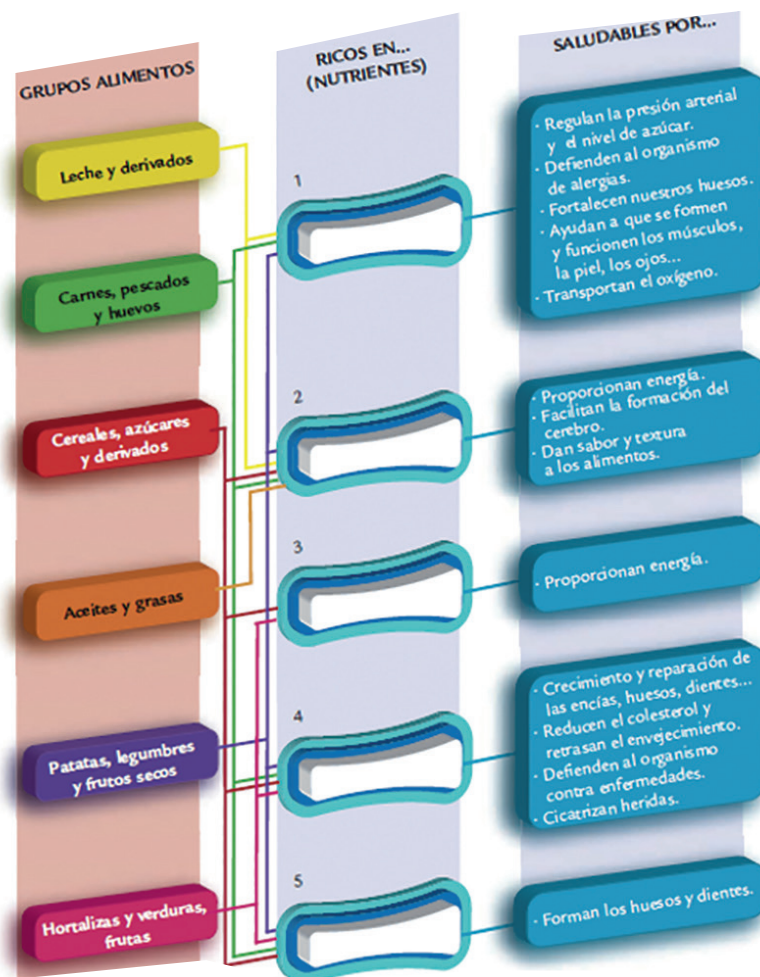 GRUPOS ALIMENTOS
Leche y derivados
Carnes, pescados
y huevos
Cereales, azúcares
y derivados
Aceites y grasas
Patatas, legumbres
y frutos secos
Hortalizas y verduras,
frutas
RICOS EN...
(NUTRIENTES)
1
2
3
4
5
SALUDABLES POR...
· Regulan la presión arterial
y el nivel de azúcar.
· Defienden al organismo
de alergias.
· Fortalecen nuestros huesos.
· Ayudan a que se formen
y funcionen los músculos,
la piel, los ojos...
· Transportan el oxígeno.
· Proporcionan energía.
· Facilitan la formación del
cerebro.
· Dan sabor y textura
a los alimentos.
· Proporcionan energía.
· Crecimiento y reparación de
las encías, huesos, dientes...
· Reducen el colesterol y
retrasan el envejecimiento.
· Defienden al organismo
contra enfermedades.
· Cicatrizan heridas.
· Forman los huesos y dientes.